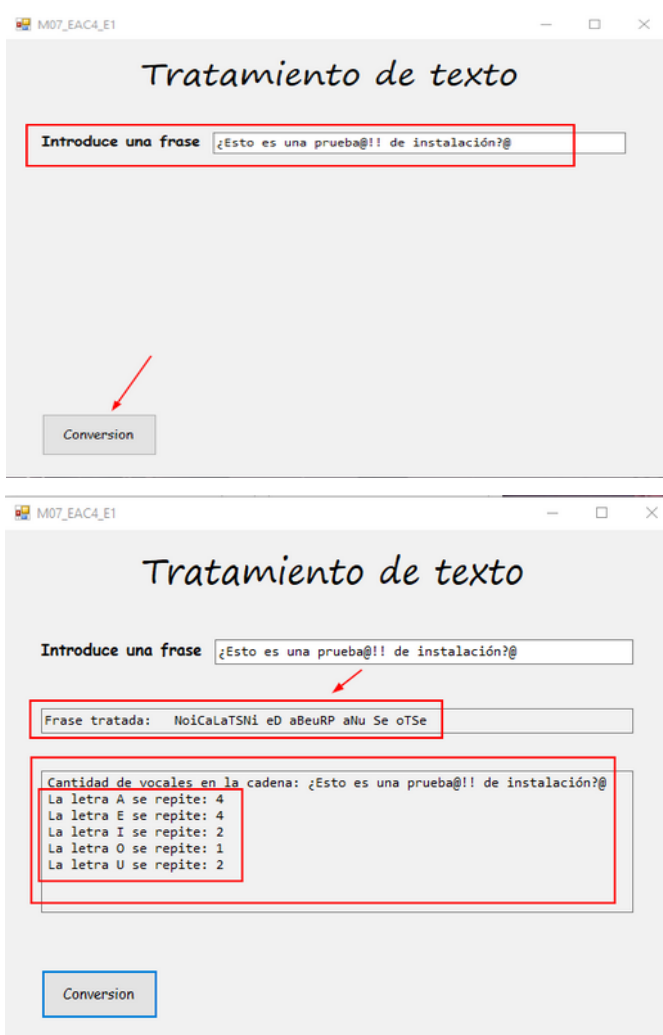 M07_EAC4_E1
Tratamiento de texto
Introduce una frase ¿Esto es una prueba@!! de instalación?@
Conversion
M07_EAC4_E1
Tratamiento de texto
Introduce una frase ¿Esto es una prueba@!! de instalación?@
Frase tratada: NoiCaLaTSNi eD aBeuRP aNu Se oTSe
Cantidad de vocales en la cadena: ¿Esto es una prueba@!! de instalación?@
La letra A se repite: 4
La letra E se repite: 4
La letra I se repite: 2
La letra O se repite: 1
La letra U se repite: 2
Conversion